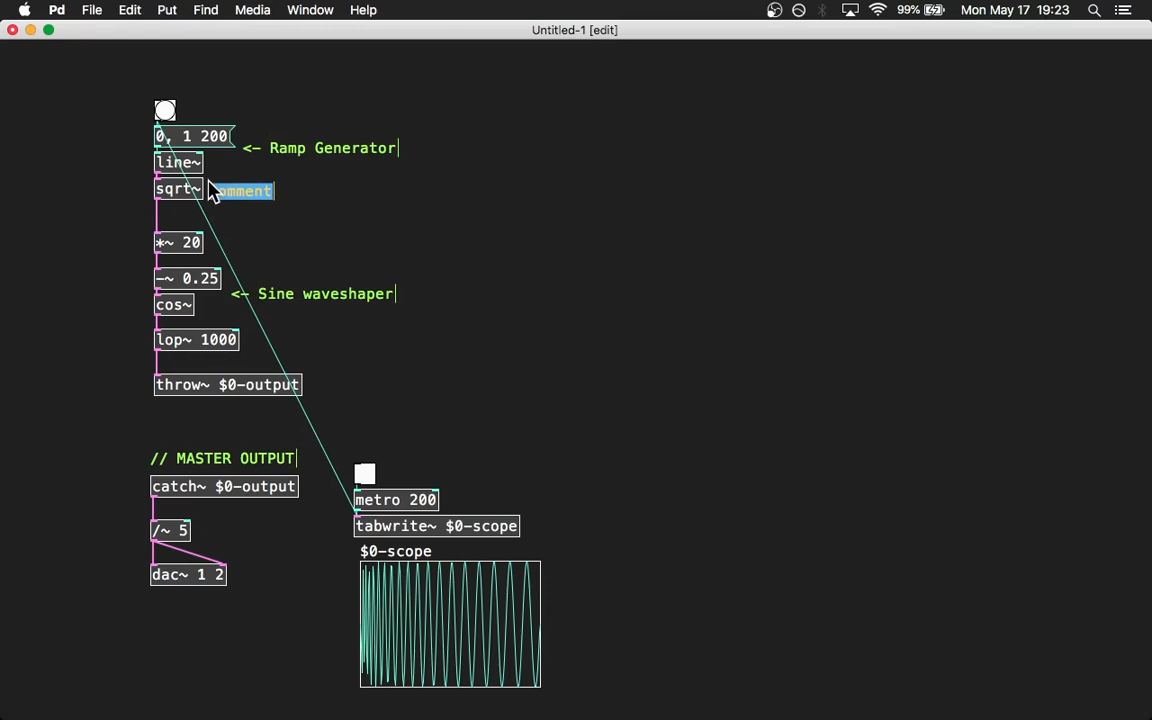 Pd File Edit Put Find Media Window Help 99% Mon May 17 19:23
Untitled-1 [edit]
0, 1 200
<- Ramp Generator
line~
sqrt~
*~ 20
-~ 0.25
<- Sine waveshaper
cos~
lop~ 1000
throw~ $0-output
// MASTER OUTPUT
catch~ $0-output
metro 200
/~ 5
tabwrite~ $0-scope
$0-scope
dac~ 1 2